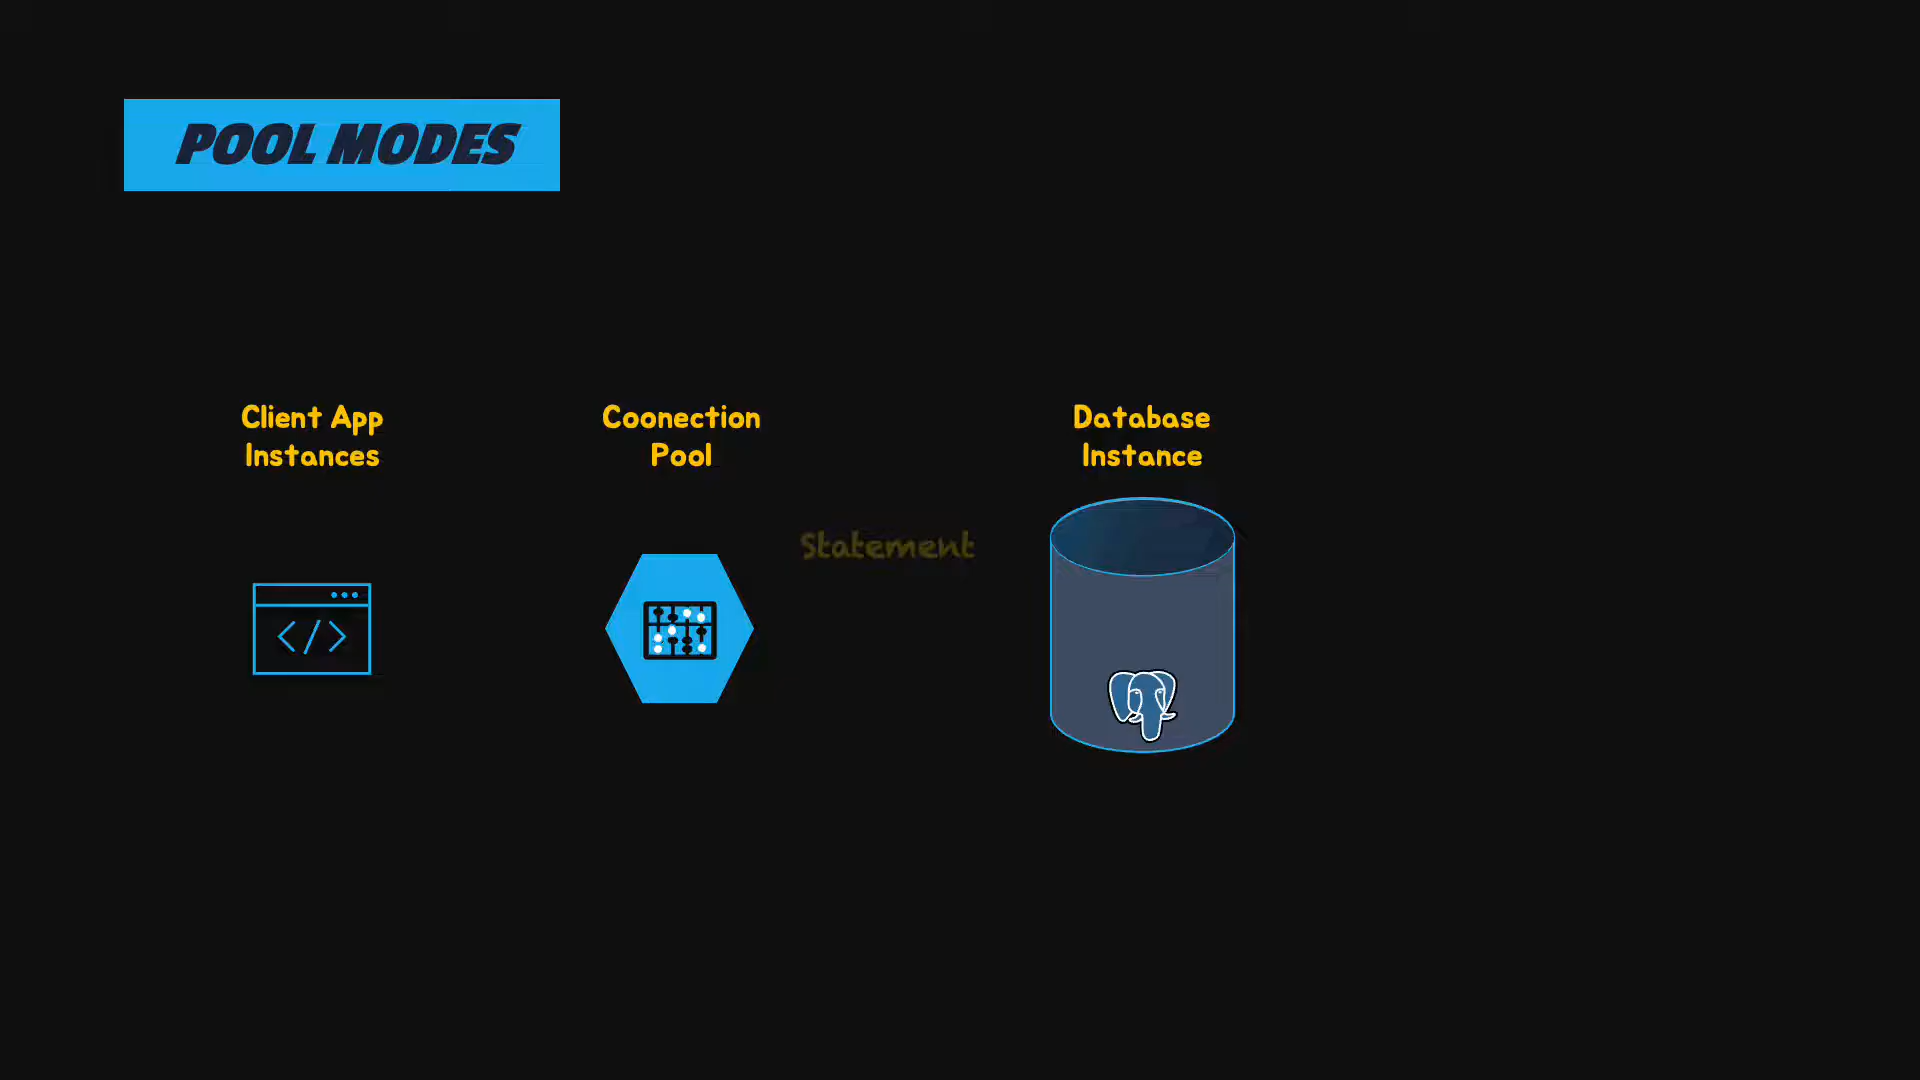 POOL MODES
Client App
Instances
Coonection
Pool
Database
Instance
Statement
</>